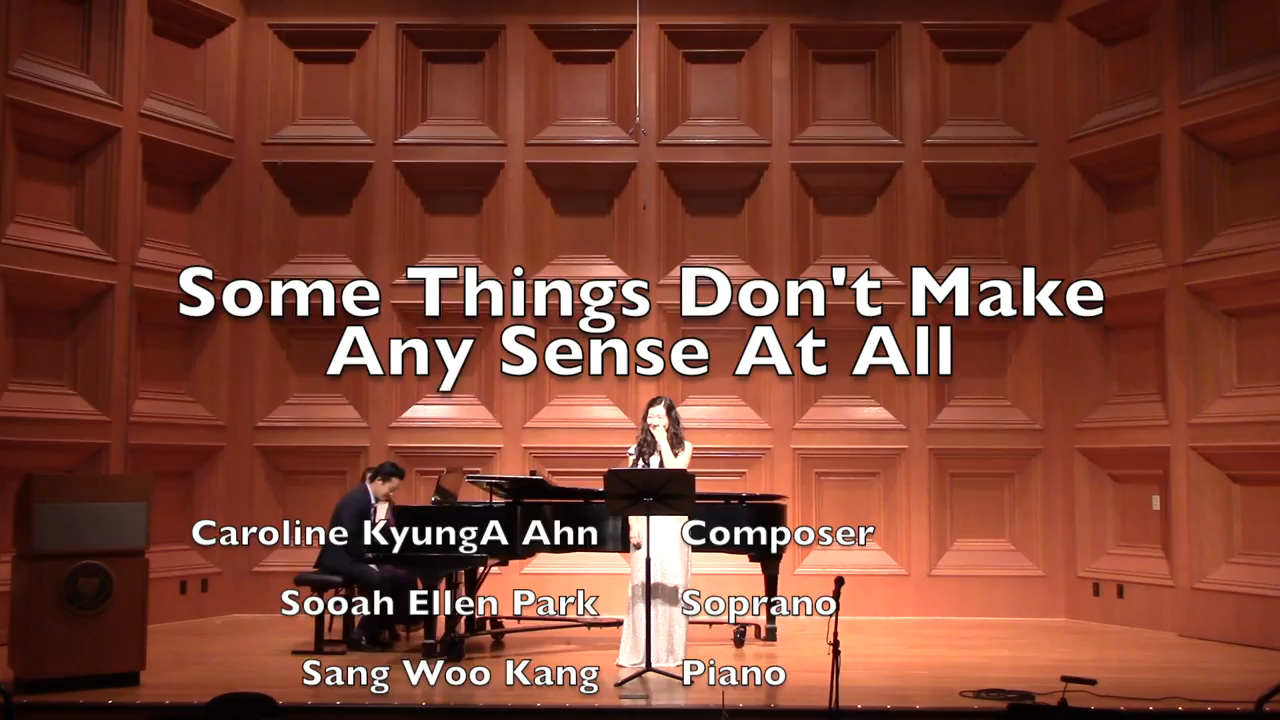 Some Things Don't Make
Any Sense At All
Caroline KyungA Ahn Composer
Sooah Ellen Park Soprano
Sang Woo Kang Piano